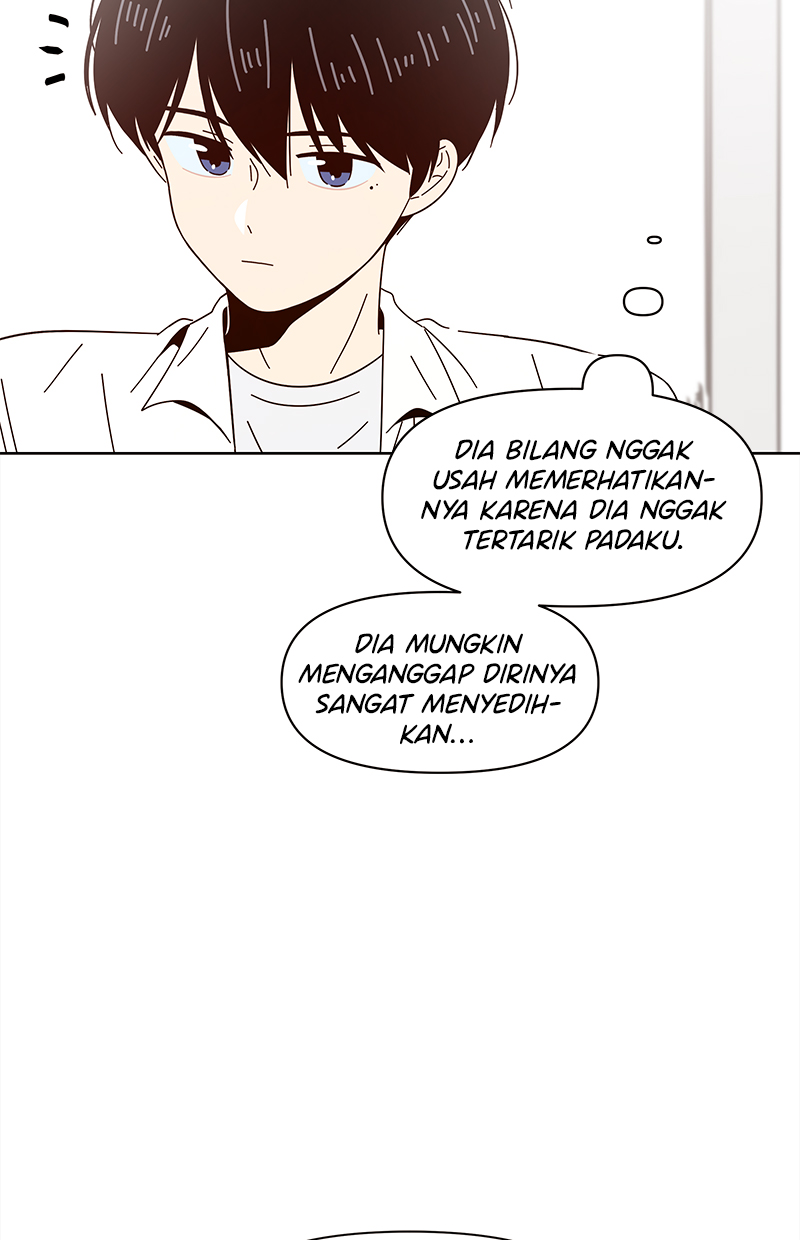 DIA BILANG NGGAK
USAH MEMERHATIKAN-
NYA KARENA DIA NGGAK
TERTARIK PADAKU.
DIA MUNGKIN
MENGANGGAP DIRINYA
SANGAT MENYEDIH-
KAN...